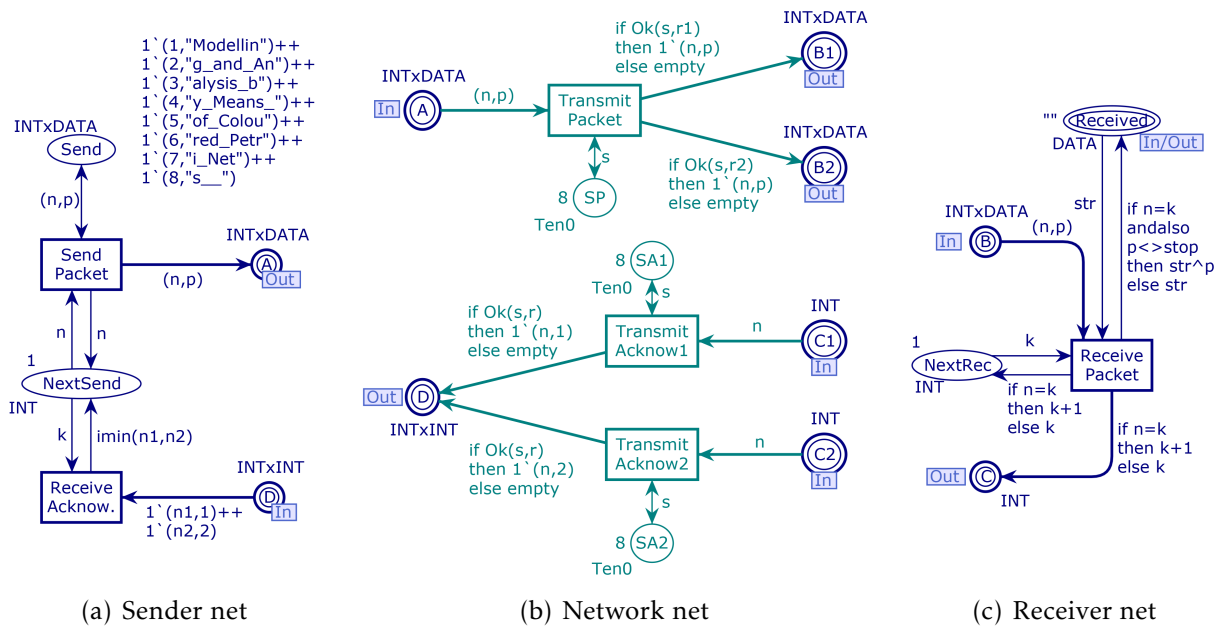 1`(1,"Modellin")++
1`(2,"g_and_An")++
1`(3,"alysis_b")++
1`(4,"y_Means_")++
1`(5,"of_Colou")++
1`(6,"red_Petr")++
1`(7,"i_Net")++
1`(8,"s__")
INTxDATA
Send
(n,p)
Send
Packet
(n,p)
INTxDATA
A
Out
n
n
1
NextSend
INT
k
imin(n1,n2)
Receive
Acknow.
INTxINT
D
In
1`(n1,1)++
1`(n2,2)
(a) Sender net
INTxDATA
In
A
(n,p)
Transmit
Packet
if Ok(s,r1)
then 1`(n,p)
else empty
INTxDATA
B1
Out
INTxDATA
B2
Out
if Ok(s,r2)
then 1`(n,p)
else empty
s
8
SP
Ten0
8
SA1
Ten0
s
if Ok(s,r)
then 1`(n,1)
else empty
Transmit
Acknow1
n
INT
C1
In
Out
D
INTxINT
if Ok(s,r)
then 1`(n,2)
else empty
Transmit
Acknow2
n
INT
C2
In
s
8
SA2
Ten0
(b) Network net
""
Received
DATA
In/Out
str
if n=k
andalso
p<>stop
then str^p
else str
INTxDATA
In
B
(n,p)
1
NextRec
INT
k
Receive
Packet
if n=k
then k+1
else k
if n=k
then k+1
else k
Out
C
INT
(c) Receiver net